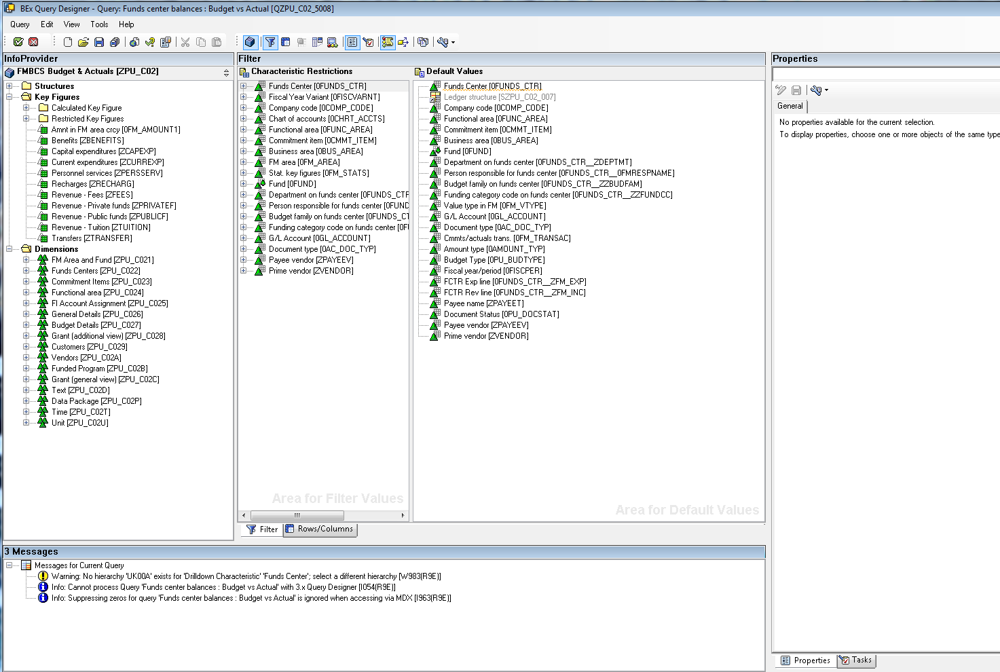 BEx Query Designer - Query: Funds center balances : Budget vs Actual [QZPU_C02_5008]
Query Edit View Tools Help
InfoProvider
FMBCS Budget & Actuals [ZPU_C02]
Structures
Key Figures
Calculated Key Figure
Restricted Key Figures
Amnt in FM area crcy [0FM_AMOUNT1]
Benefits [ZBENEFITS]
Capital expenditures [ZCAPEXP]
Current expenditures [ZCURREXP]
Personnel services [ZPERSSERV]
Recharges [ZRECHARG]
Revenue - Fees [ZFEES]
Revenue - Private funds [ZPRIVATEF]
Revenue - Public funds [ZPUBLICF]
Revenue - Tuition [ZTUITION]
Transfers [ZTRANSFER]
Dimensions
FM Area and Fund [ZPU_C021]
Funds Centers [ZPU_C022]
Commitment Items [ZPU_C023]
Functional area [ZPU_C024]
FI Account Assignment [ZPU_C025]
General Details [ZPU_C026]
Budget Details [ZPU_C027]
Grant (additional view) [ZPU_C028]
Customers [ZPU_C029]
Vendors [ZPU_C02A]
Funded Program [ZPU_C02B]
Grant (general view) [ZPU_C02C]
Text [ZPU_C02D]
Data Package [ZPU_C02P]
Time [ZPU_C02T]
Unit [ZPU_C02U]
Filter
Characteristic Restrictions
Funds Center [0FUNDS_CTR]
Fiscal Year Variant [0FISCVARNT]
Company code [0COMP_CODE]
Chart of accounts [0CHRT_ACCTS]
Functional area [0FUNC_AREA]
Commitment item [0CMMT_ITEM]
Business area [0BUS_AREA]
FM area [0FM_AREA]
Stat. key figures [0FM_STATS]
Fund [0FUND]
Department on funds center [0FUNDS_CTR
Person responsible for funds center [0FUND
Budget family on funds center [0FUNDS_CT
Funding category code on funds center [0F
G/L Account [0GL_ACCOUNT]
Document type [0AC_DOC_TYP]
Payee vendor [ZPAYEEV]
Prime vendor [ZVENDOR]
Area for Filter Values
Default Values
Funds Center [0FUNDS_CTR]
Ledger structure [SZPU_C02_007]
Company code [0COMP_CODE]
Functional area [0FUNC_AREA]
Commitment item [0CMMT_ITEM]
Business area [0BUS_AREA]
Fund [0FUND]
Department on funds center [0FUNDS_CTR__ZDEPTMT]
Person responsible for funds center [0FUNDS_CTR__0FMRESPNAME]
Budget family on funds center [0FUNDS_CTR__ZZBUDFAM]
Funding category code on funds center [0FUNDS_CTR__ZZFUNDCC]
Value type in FM [0FM_VTYPE]
G/L Account [0GL_ACCOUNT]
Document type [0AC_DOC_TYP]
Cmmts/actuals trans. [0FM_TRANSAC]
Amount type [0AMOUNT_TYP]
Budget Type [0PU_BUDTYPE]
Fiscal year/period [0FISCPER]
FCTR Exp line [0FUNDS_CTR__ZFM_EXP]
FCTR Rev line [0FUNDS_CTR__ZFM_INC]
Payee name [ZPAYEET]
Document Status [0PU_DOCSTAT]
Payee vendor [ZPAYEEV]
Prime vendor [ZVENDOR]
Area for Default Values
Filter Rows/Columns
Properties
General
No properties available for the current selection.
To display properties, choose one or more objects of the same type
3 Messages
Messages for Current Query
Warning: No hierarchy 'UK00A' exists for 'Drilldown Characteristic' 'Funds Center'; select a different hierarchy [W983(R9E)]
Info: Cannot process Query 'Funds center balances : Budget vs Actual' with 3.x Query Designer [I054(R9E)]
Info: Suppressing zeros for query 'Funds center balances : Budget vs Actual' is ignored when accessing via MDX [I963(R9E)]
Properties Tasks